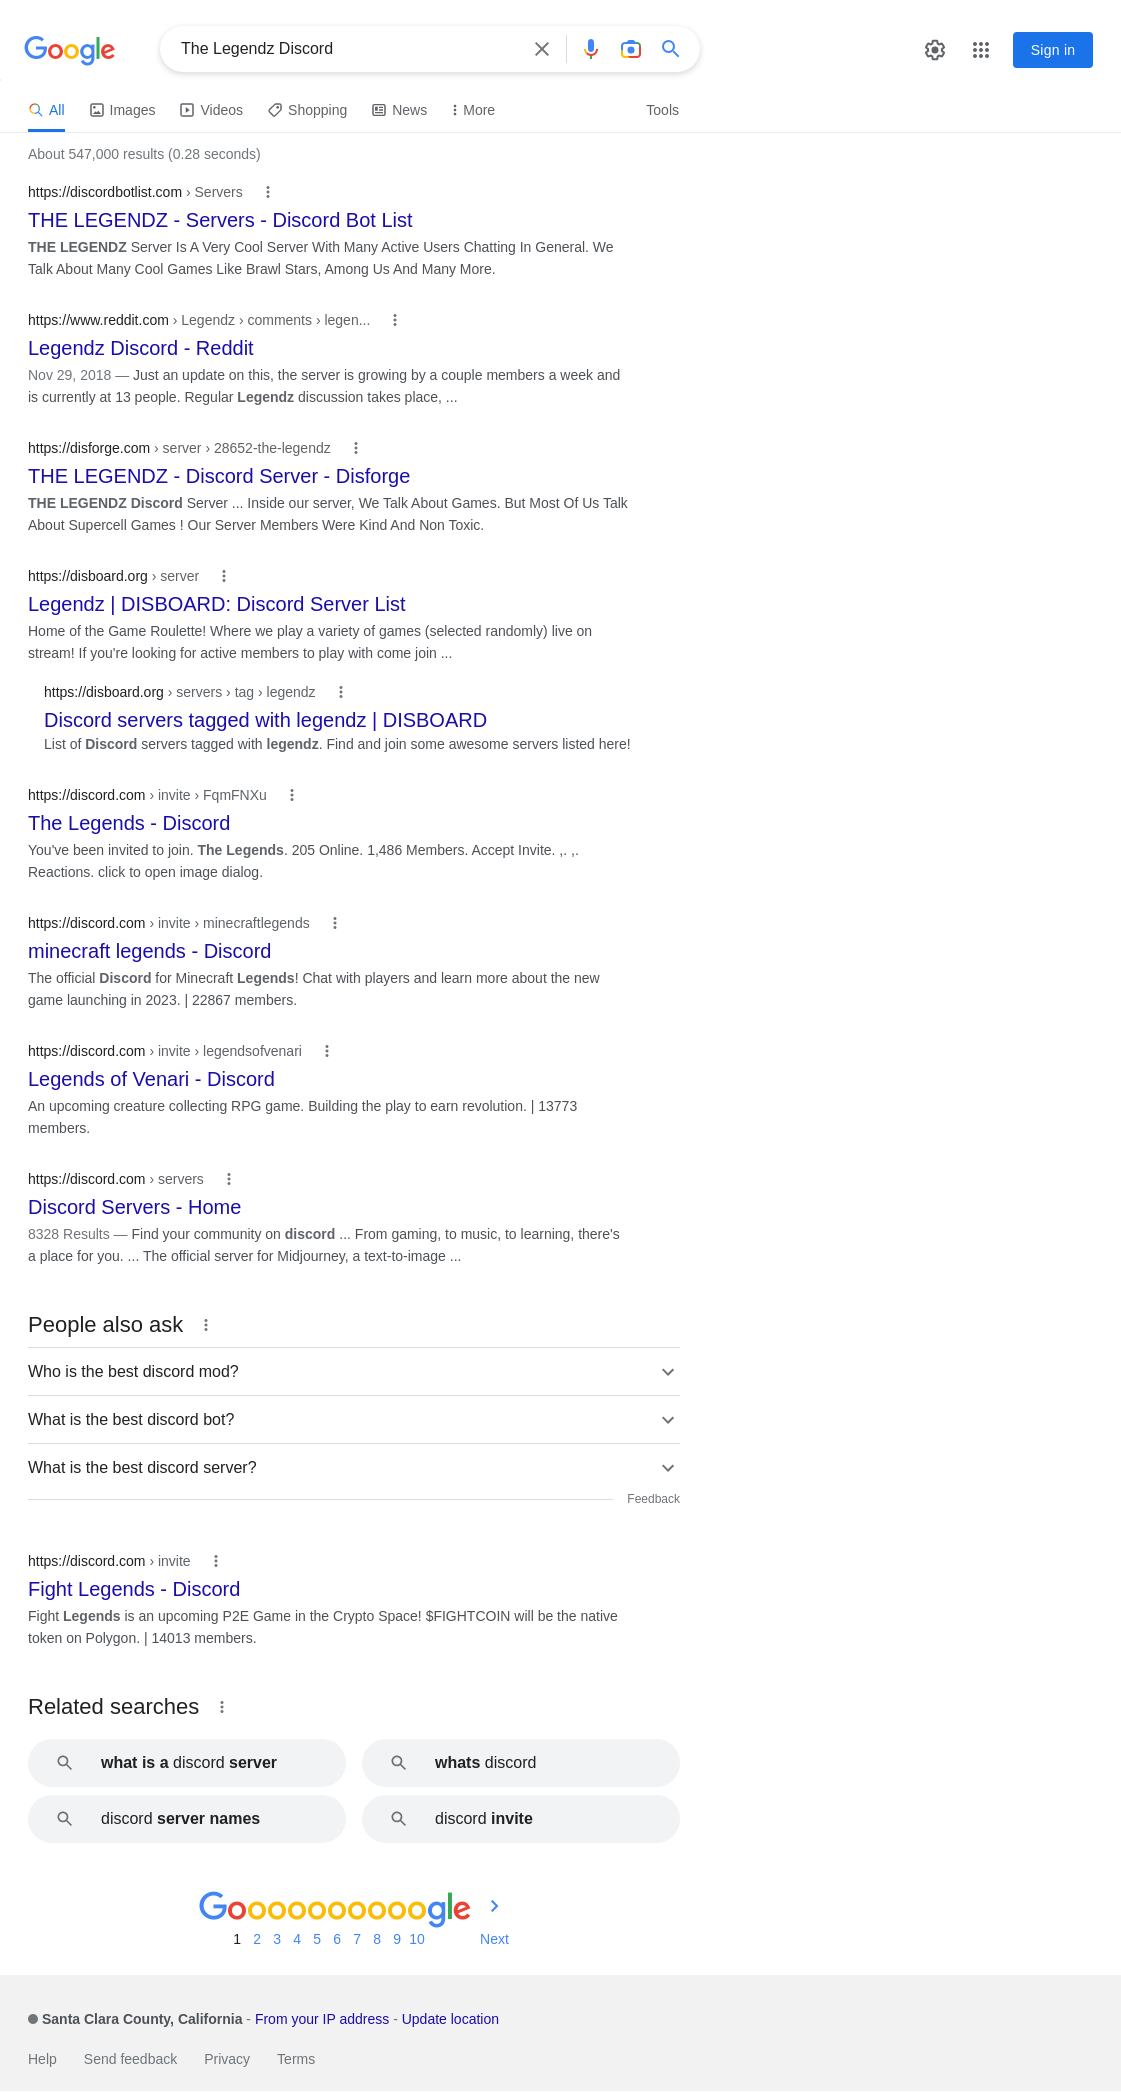 Google
The Legendz Discord
Sign in
All
Images
Videos
Shopping
News
More
Tools
About 547,000 results (0.28 seconds)
https://discordbotlist.com › Servers
THE LEGENDZ - Servers - Discord Bot List
THE LEGENDZ Server Is A Very Cool Server With Many Active Users Chatting In General. We
Talk About Many Cool Games Like Brawl Stars, Among Us And Many More.
https://www.reddit.com › Legendz › comments › legen...
Legendz Discord - Reddit
Nov 29, 2018 — Just an update on this, the server is growing by a couple members a week and
is currently at 13 people. Regular Legendz discussion takes place, ...
https://disforge.com › server › 28652-the-legendz
THE LEGENDZ - Discord Server - Disforge
THE LEGENDZ Discord Server ... Inside our server, We Talk About Games. But Most Of Us Talk
About Supercell Games ! Our Server Members Were Kind And Non Toxic.
https://disboard.org › server
Legendz | DISBOARD: Discord Server List
Home of the Game Roulette! Where we play a variety of games (selected randomly) live on
stream! If you're looking for active members to play with come join ...
https://disboard.org › servers › tag › legendz
Discord servers tagged with legendz | DISBOARD
List of Discord servers tagged with legendz. Find and join some awesome servers listed here!
https://discord.com › invite › FqmFNXu
The Legends - Discord
You've been invited to join. The Legends. 205 Online. 1,486 Members. Accept Invite. ,. ,.
Reactions. click to open image dialog.
https://discord.com › invite › minecraftlegends
minecraft legends - Discord
The official Discord for Minecraft Legends! Chat with players and learn more about the new
game launching in 2023. | 22867 members.
https://discord.com › invite › legendsofvenari
Legends of Venari - Discord
An upcoming creature collecting RPG game. Building the play to earn revolution. | 13773
members.
https://discord.com › servers
Discord Servers - Home
8328 Results — Find your community on discord ... From gaming, to music, to learning, there's
a place for you. ... The official server for Midjourney, a text-to-image ...
People also ask
Who is the best discord mod?
What is the best discord bot?
What is the best discord server?
Feedback
https://discord.com › invite
Fight Legends - Discord
Fight Legends is an upcoming P2E Game in the Crypto Space! $FIGHTCOIN will be the native
token on Polygon. | 14013 members.
Related searches
what is a discord server
whats discord
discord server names
discord invite
Goooooooooogle
1 2 3 4 5 6 7 8 9 10 Next
Santa Clara County, California - From your IP address - Update location
Help Send feedback Privacy Terms